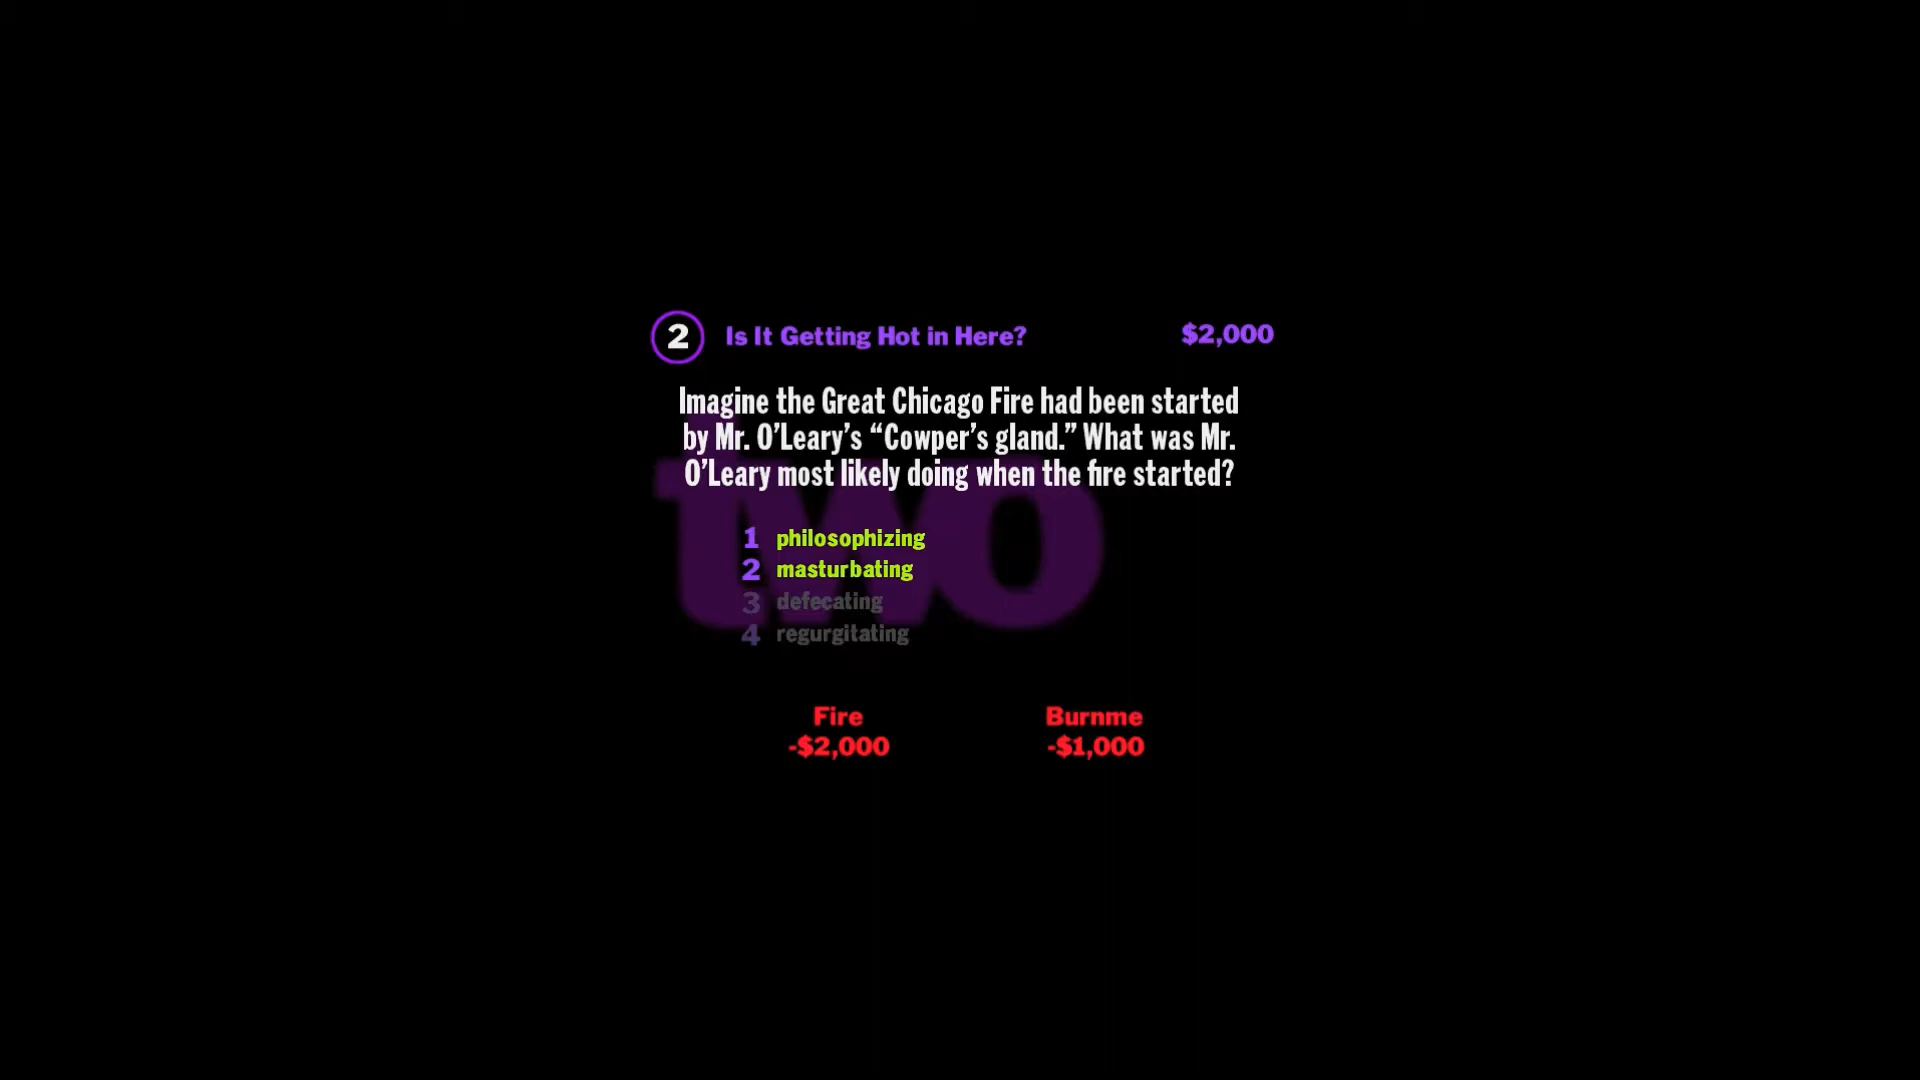 2 Is It Getting Hot in Here? $2,000
Imagine the Great Chicago Fire had been started
by Mr. O’Leary’s “Cowper’s gland.” What was Mr.
O’Leary most likely doing when the fire started?
two
1 philosophizing
2 masturbating
3 defecating
4 regurgitating
Fire Burnme
-$2,000 -$1,000